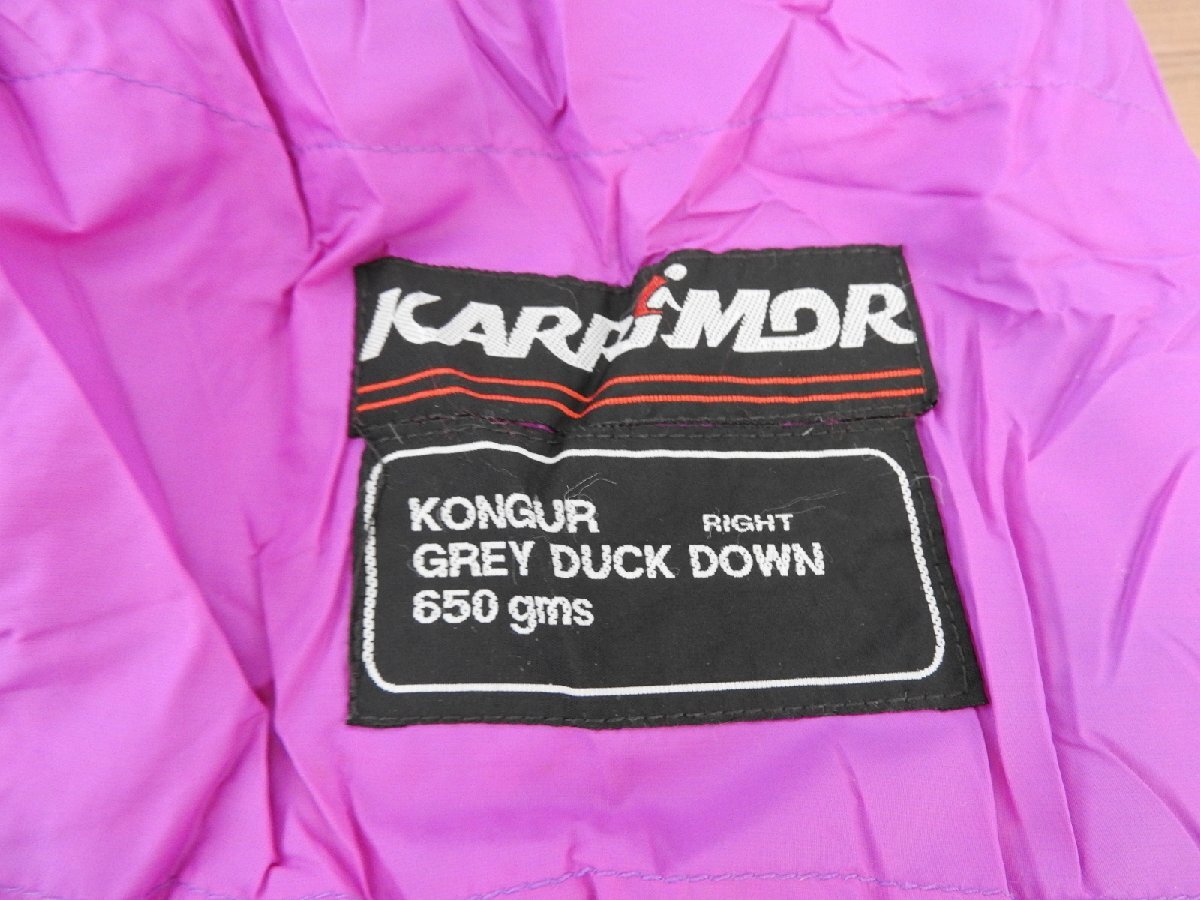 KARRIMOR
KONGUR RIGHT
GREY DUCK DOWN
650 gms